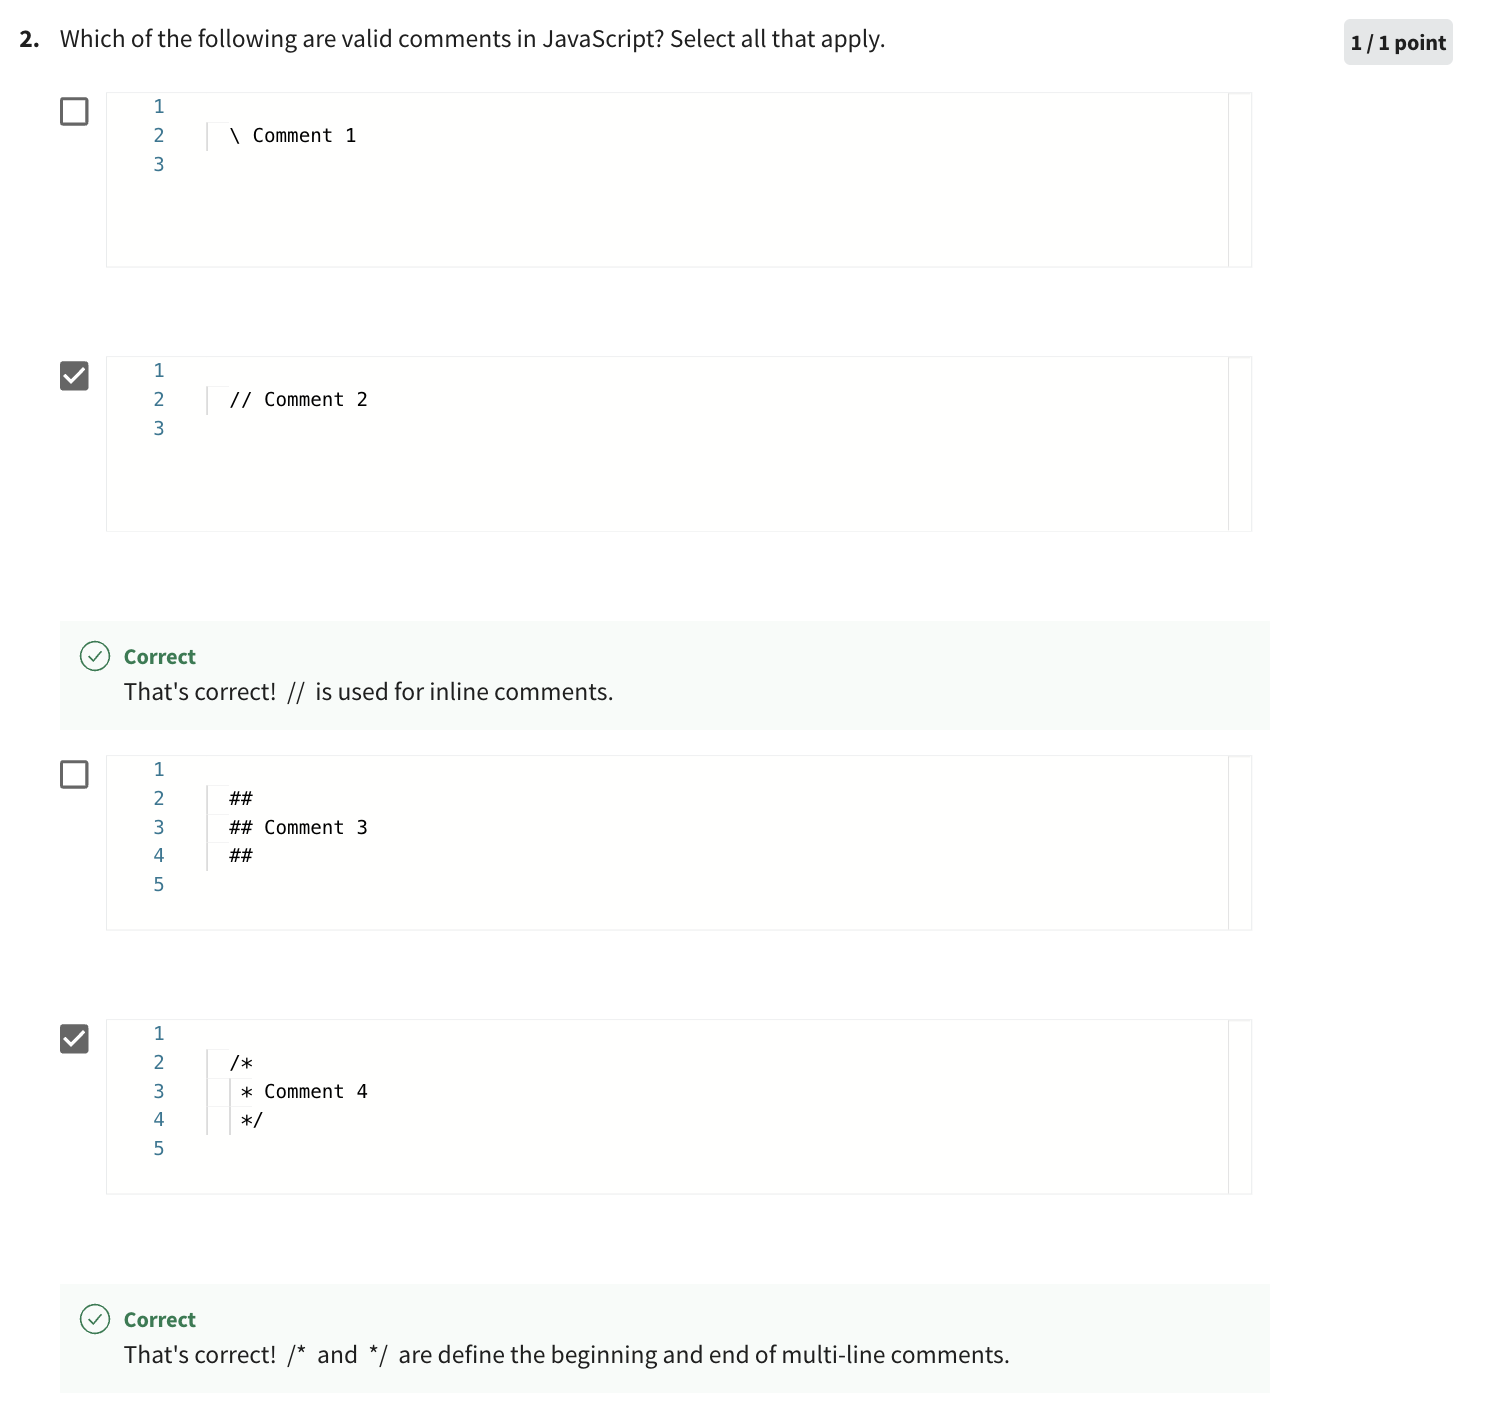 2. Which of the following are valid comments in JavaScript? Select all that apply.
1 / 1 point
1
2 \ Comment 1
3
1
2 // Comment 2
3
Correct
That's correct! // is used for inline comments.
1
2 ##
3 ## Comment 3
4 ##
5
1
2 /*
3 * Comment 4
4 */
5
Correct
That's correct! /* and */ are define the beginning and end of multi-line comments.